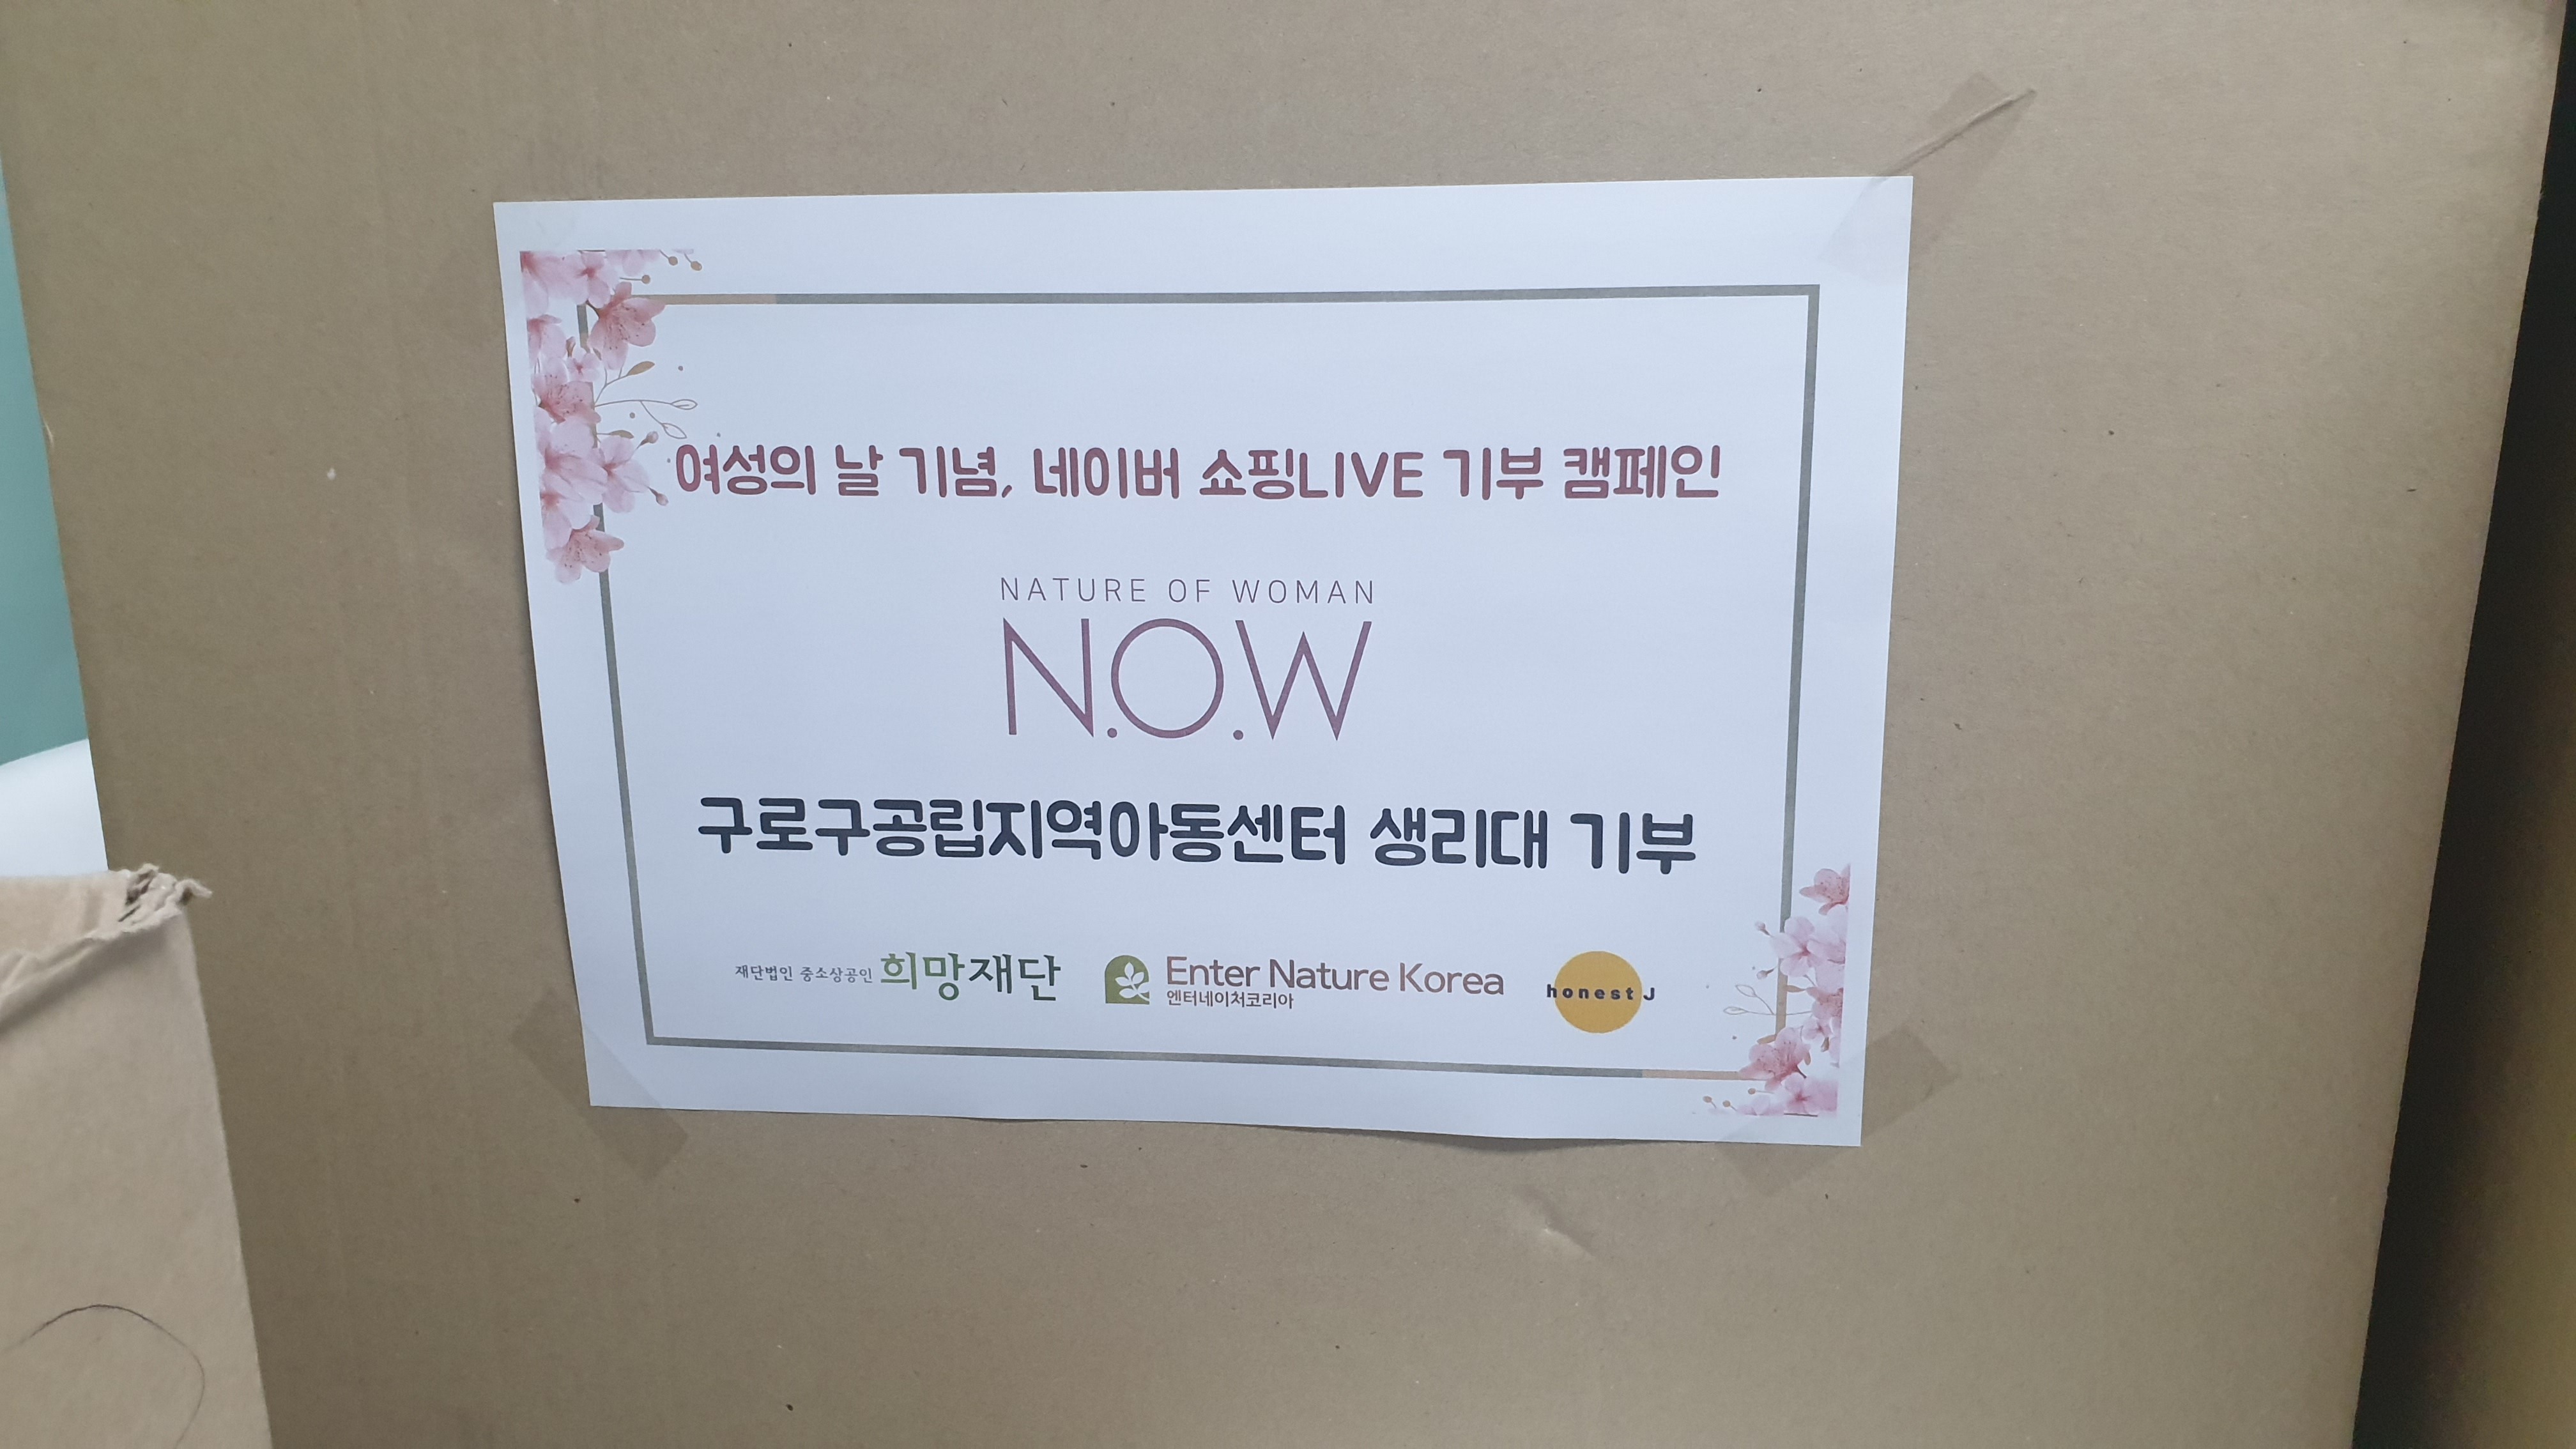 여성의 날 기념, 네이버 쇼핑LIVE 기부 캠페인
NATURE OF WOMAN
N.O.W
구로구공립지역아동센터 생리대 기부
재단법인 중소상공인 희망재단
Enter Nature Korea
엔터네이처코리아
honest J